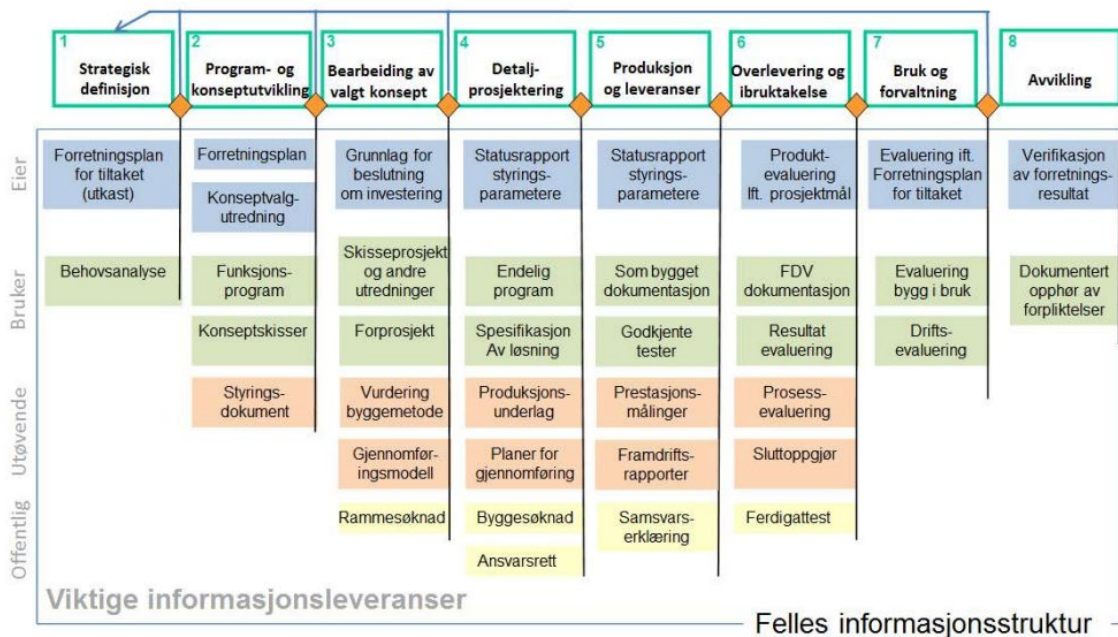 1
Strategisk
definisjon
2
Program- og
konseptutvikling
3
Bearbeiding av
valgt konsept
4
Detalj-
prosjektering
5
Produksjon
og leveranser
6
Overlevering og
ibruktakelse
7
Bruk og
forvaltning
8
Avvikling
Eier
Forretningsplan
for tiltaket
(utkast)
Forretningsplan
Konseptvalg-
utredning
Grunnlag for
beslutning
om investering
Statusrapport
styrings-
parametere
Statusrapport
styrings-
parametere
Produkt-
evaluering
Ift. prosjektmål
Evaluering ift.
Forretningsplan
for tiltaket
Verifikasjon
av forretnings-
resultat
Bruker
Behovsanalyse
Funksjons-
program
Konseptskisser
Skisseprosjekt
og andre
utredninger
Forprosjekt
Endelig
program
Spesifikasjon
Av løsning
Som bygget
dokumentasjon
Godkjente
tester
FDV
dokumentasjon
Resultat
evaluering
Evaluering
bygg i bruk
Drifts-
evaluering
Dokumentert
opphør av
forpliktelser
Utøvende
Styrings-
dokument
Vurdering
byggemetode
Gjennomfør-
ingsmodell
Produksjons-
underlag
Planer for
gjennomføring
Prestasjons-
målinger
Framdrifts-
rapporter
Prosess-
evaluering
Sluttoppgjør
Offentlig
Rammesøknad
Byggesøknad
Ansvarsrett
Samsvars-
erklæring
Ferdigattest
Viktige informasjonsleveranser
Felles informasjonsstruktur